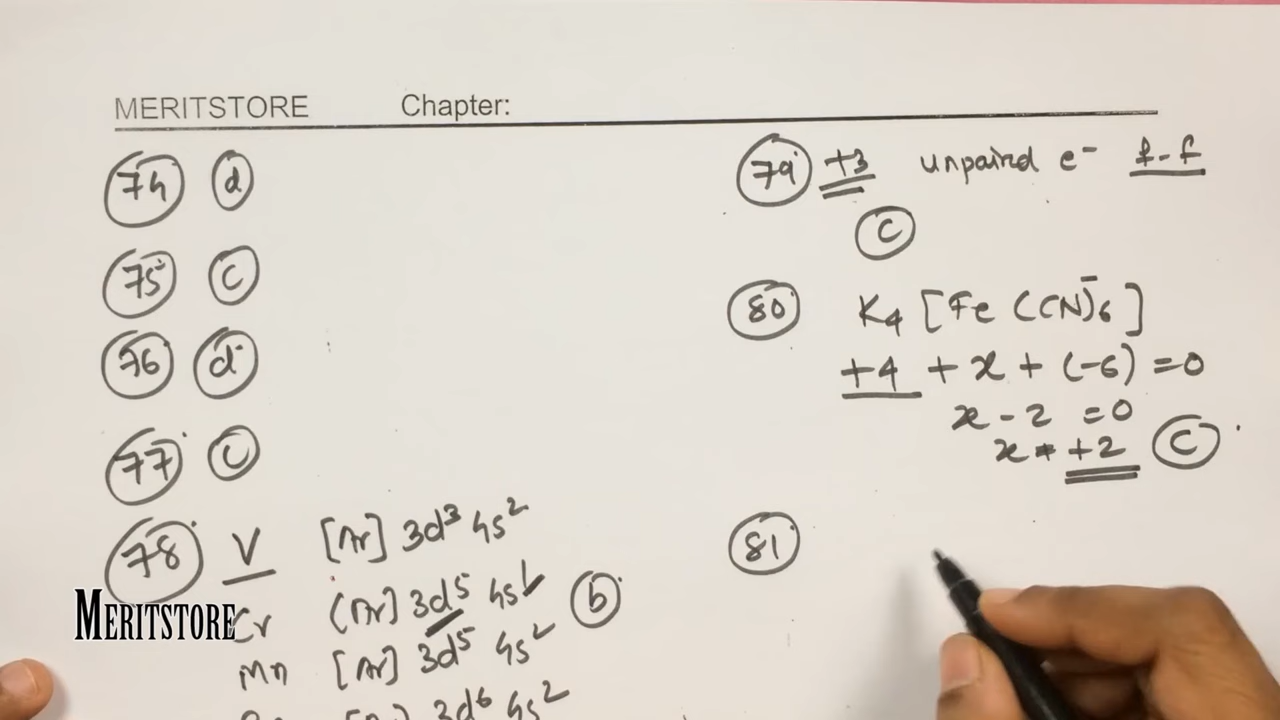 MERITSTORE Chapter:
74 d
75 C
76 d
77 C
78 V [Ar] 3d³ 4s²
Cr [Ar] 3d⁵ 4s¹ b
Mn [Ar] 3d⁵ 4s²
3d⁶ 4s²
79 +3 unpaired e⁻ f-f
C
80 K₄ [Fe (CN)⁻₆]
+4 + x + (-6) = 0
x - 2 = 0
x = +2 C
81
MERITSTORE